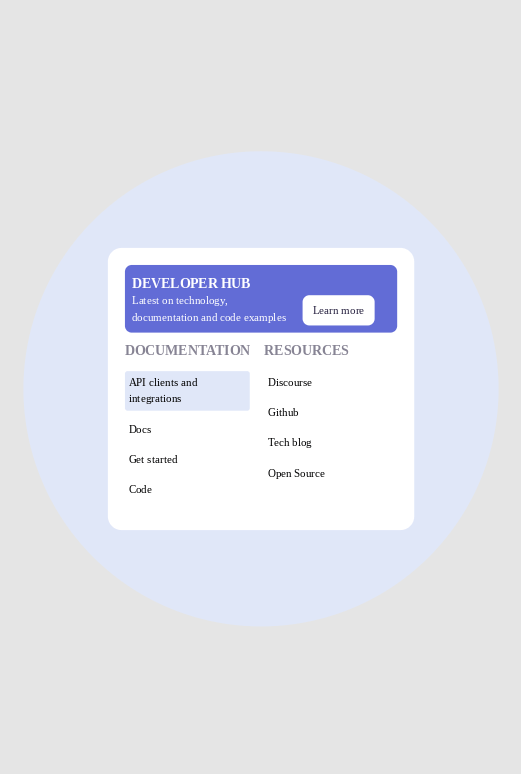 DEVELOPER HUB
Latest on technology,
documentation and code examples
Learn more
DOCUMENTATION
API clients and
integrations
Docs
Get started
Code
RESOURCES
Discourse
Github
Tech blog
Open Source